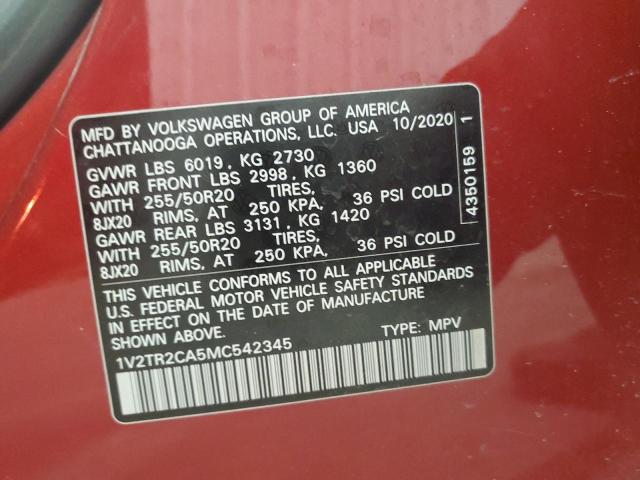 MFD BY VOLKSWAGEN GROUP OF AMERICA
CHATTANOOGA OPERATIONS, LLC. USA 10/2020
GVWR LBS 6019, KG 2730
GAWR FRONT LBS 2998, KG 1360
WITH 255/50R20 TIRES,
8JX20 RIMS, AT 250 KPA, 36 PSI COLD
GAWR REAR LBS 3131, KG 1420
WITH 255/50R20 TIRES,
8JX20 RIMS, AT 250 KPA, 36 PSI COLD
THIS VEHICLE CONFORMS TO ALL APPLICABLE
U.S. FEDERAL MOTOR VEHICLE SAFETY STANDARDS
IN EFFECT ON THE DATE OF MANUFACTURE
SHOWN ABOVE.
TYPE: MPV
1V2TR2CA5MC542345
4350159 1